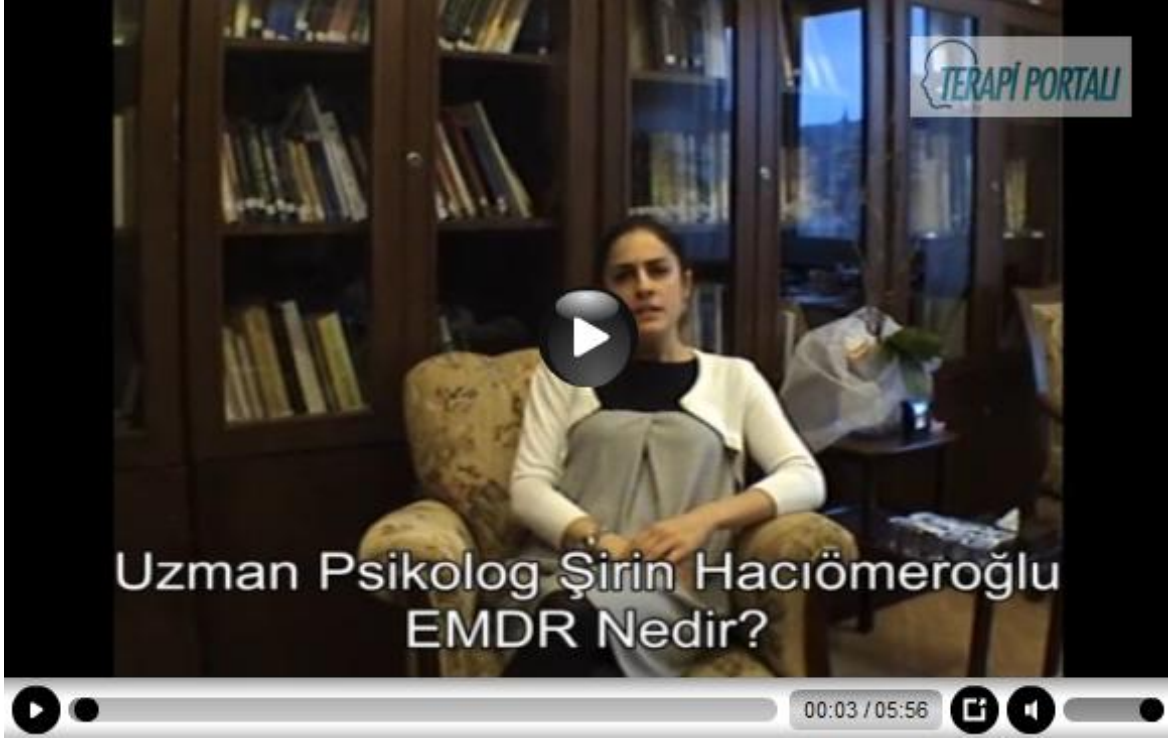 TERAPİ PORTALI
Uzman Psikolog Şirin Hacıömeroğlu
EMDR Nedir?
00:03 / 05:56